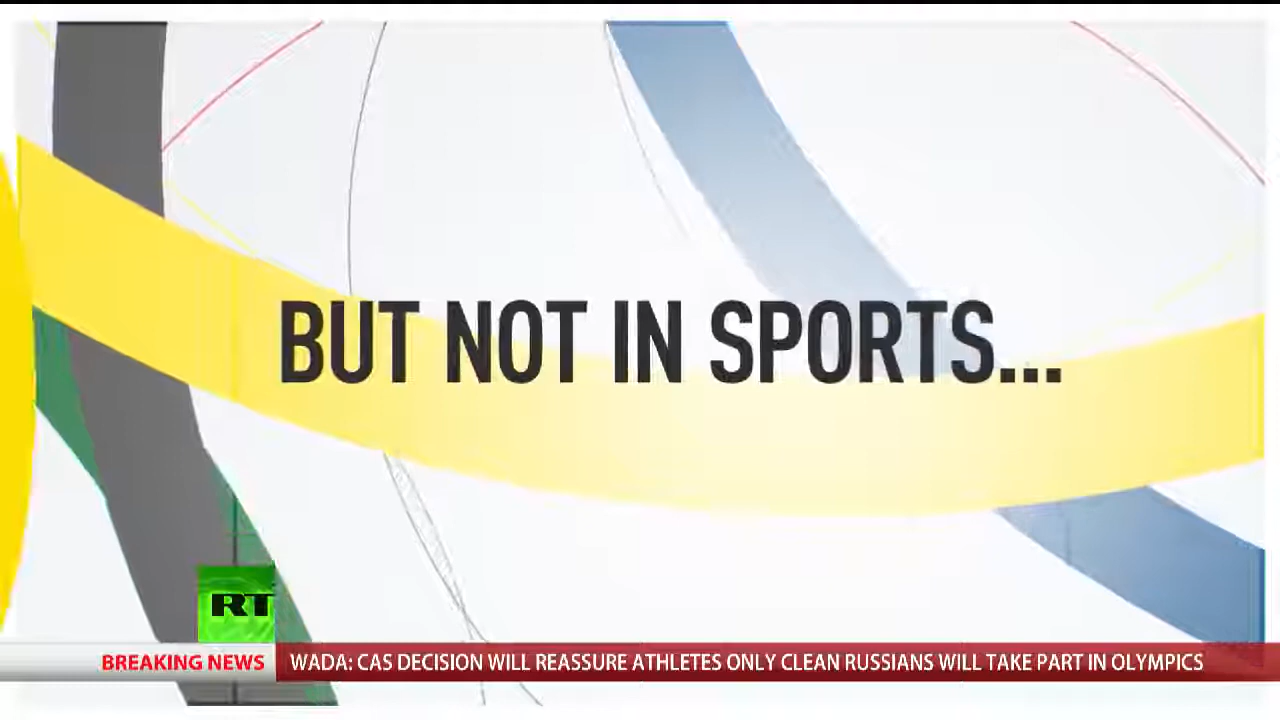 BUT NOT IN SPORTS...
RT
BREAKING NEWS
WADA: CAS DECISION WILL REASSURE ATHLETES ONLY CLEAN RUSSIANS WILL TAKE PART IN OLYMPICS